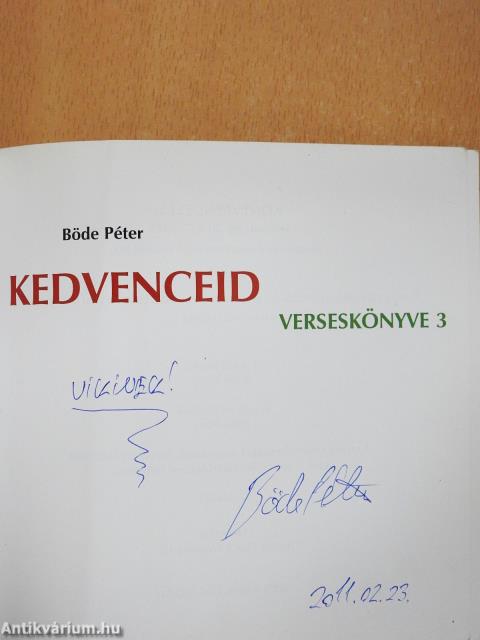 Böde Péter
KEDVENCEID
VERSESKÖNYVE 3
VIKINEK!
Böde Péter
2011.02.23.
Antikvárium.hu